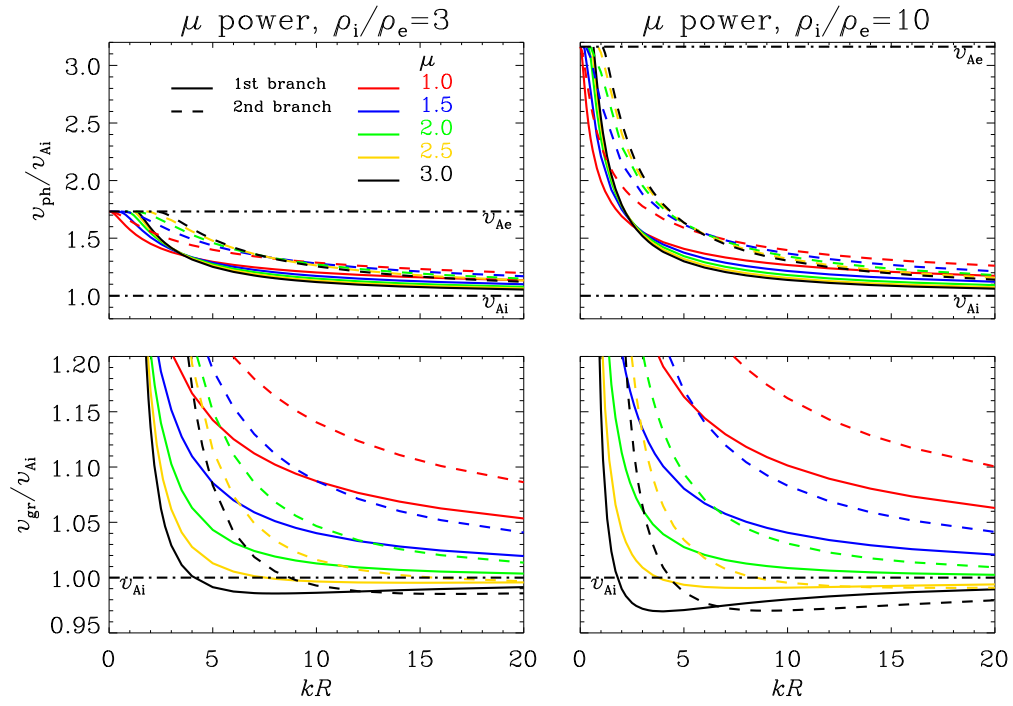 μ power, ρi/ρe=3
μ power, ρi/ρe=10
3.0
2.5
2.0
1.5
1.0
vph/vAi
1st branch
2nd branch
μ
1.0
1.5
2.0
2.5
3.0
vAe
vAi
vAe
vAi
1.20
1.15
1.10
1.05
1.00
0.95
vgr/vAi
vAi
vAi
0 5 10 15 20
0 5 10 15 20
kR
kR